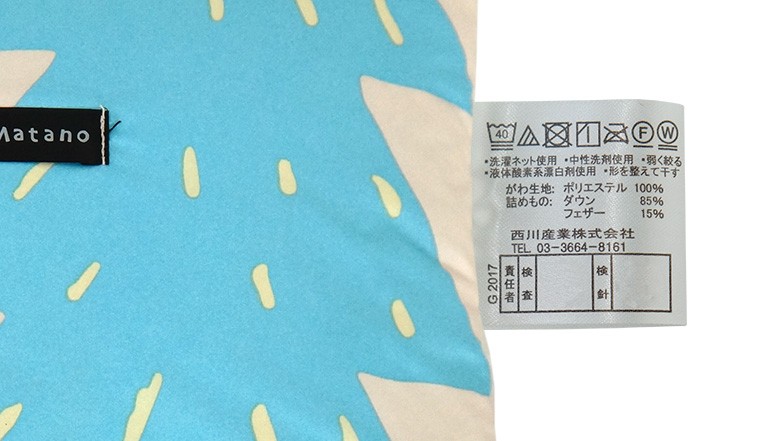 Matano
40
F W
・洗濯ネット使用 ・中性洗剤使用 ・弱く絞る
・液体酸素系漂白剤使用 ・形を整えて干す
がわ生地: ポリエステル 100%
詰めもの: ダウン 85%
フェザー 15%
西川産業株式会社
TEL 03-3664-8161
G 2017 責任者 検査 検針